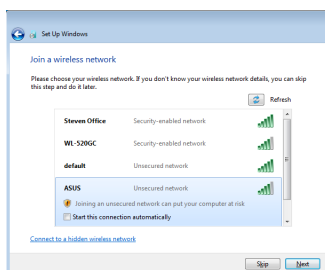 Set Up Windows
Join a wireless network
Please choose your wireless network. If you don't know your wireless network details, you can skip
this step and do it later.
Refresh
Steven Office Security-enabled network
WL-520GC Security-enabled network
default Unsecured network
ASUS Unsecured network
Joining an unsecured network can put your computer at risk
Start this connection automatically
Connect to a hidden wireless network
Skip Next